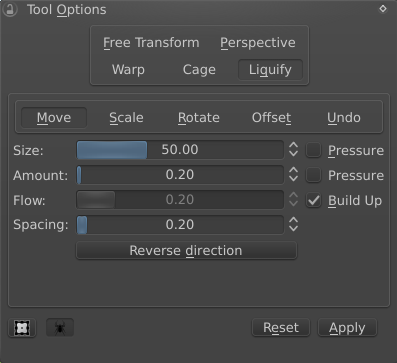 Tool Options
Free Transform Perspective
Warp Cage Liquify
Move Scale Rotate Offset Undo
Size: 50.00 Pressure
Amount: 0.20 Pressure
Flow: 0.20 Build Up
Spacing: 0.20
Reverse direction
Reset Apply